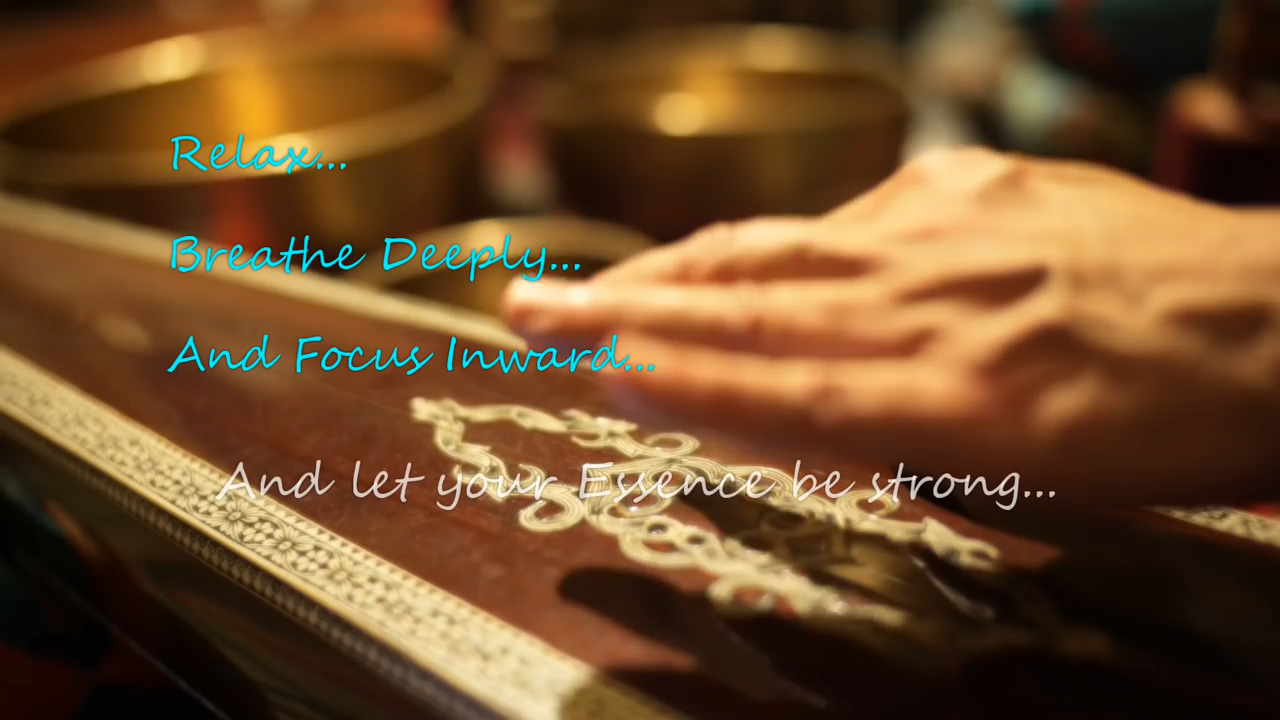 Relax...
Breathe Deeply...
And Focus Inward...
And let your Essence be strong...